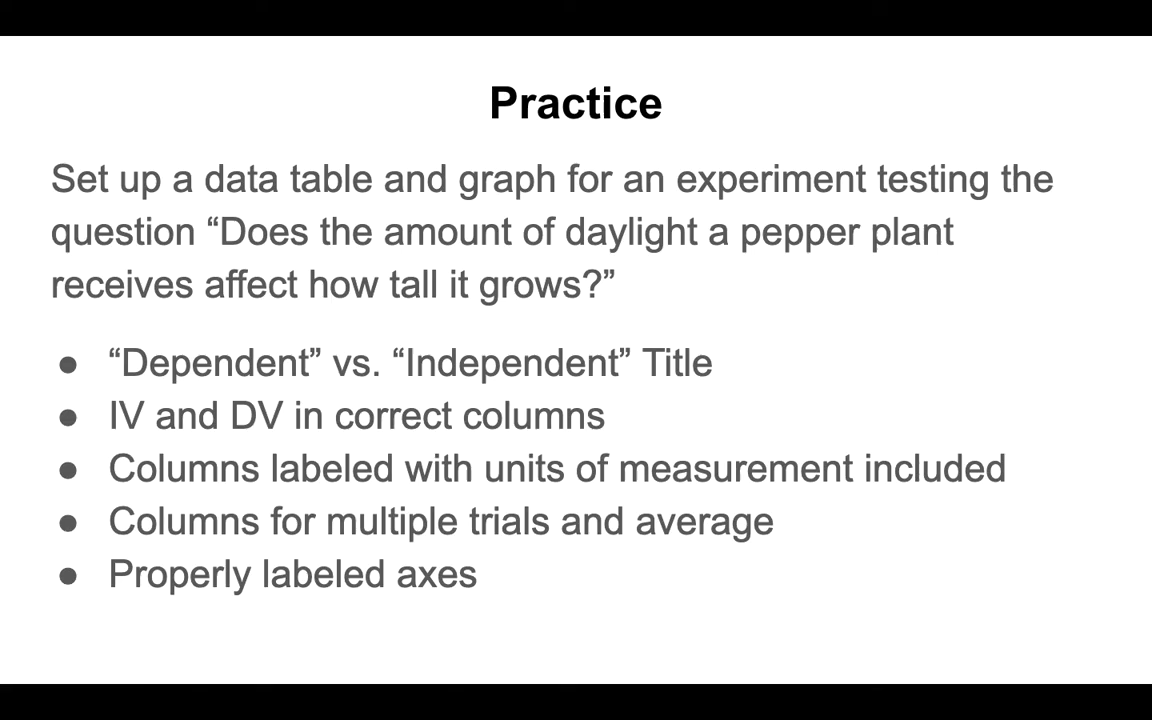 Practice
Set up a data table and graph for an experiment testing the
question “Does the amount of daylight a pepper plant
receives affect how tall it grows?”
● “Dependent” vs. “Independent” Title
● IV and DV in correct columns
● Columns labeled with units of measurement included
● Columns for multiple trials and average
● Properly labeled axes